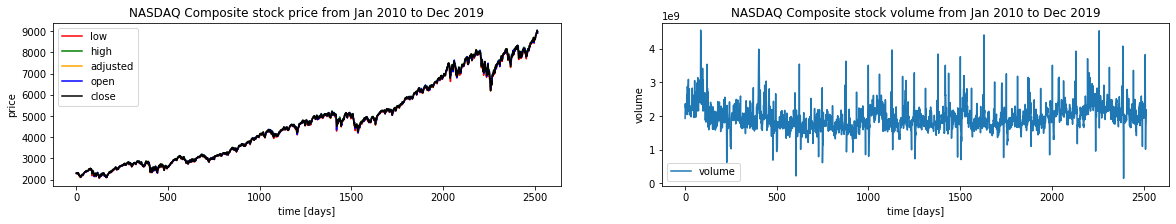 NASDAQ Composite stock price from Jan 2010 to Dec 2019
price
9000
8000
7000
6000
5000
4000
3000
2000
low
high
adjusted
open
close
0
500
1000
1500
2000
2500
time [days]
NASDAQ Composite stock volume from Jan 2010 to Dec 2019
1e9
volume
4
3
2
1
0
volume
0
500
1000
1500
2000
2500
time [days]